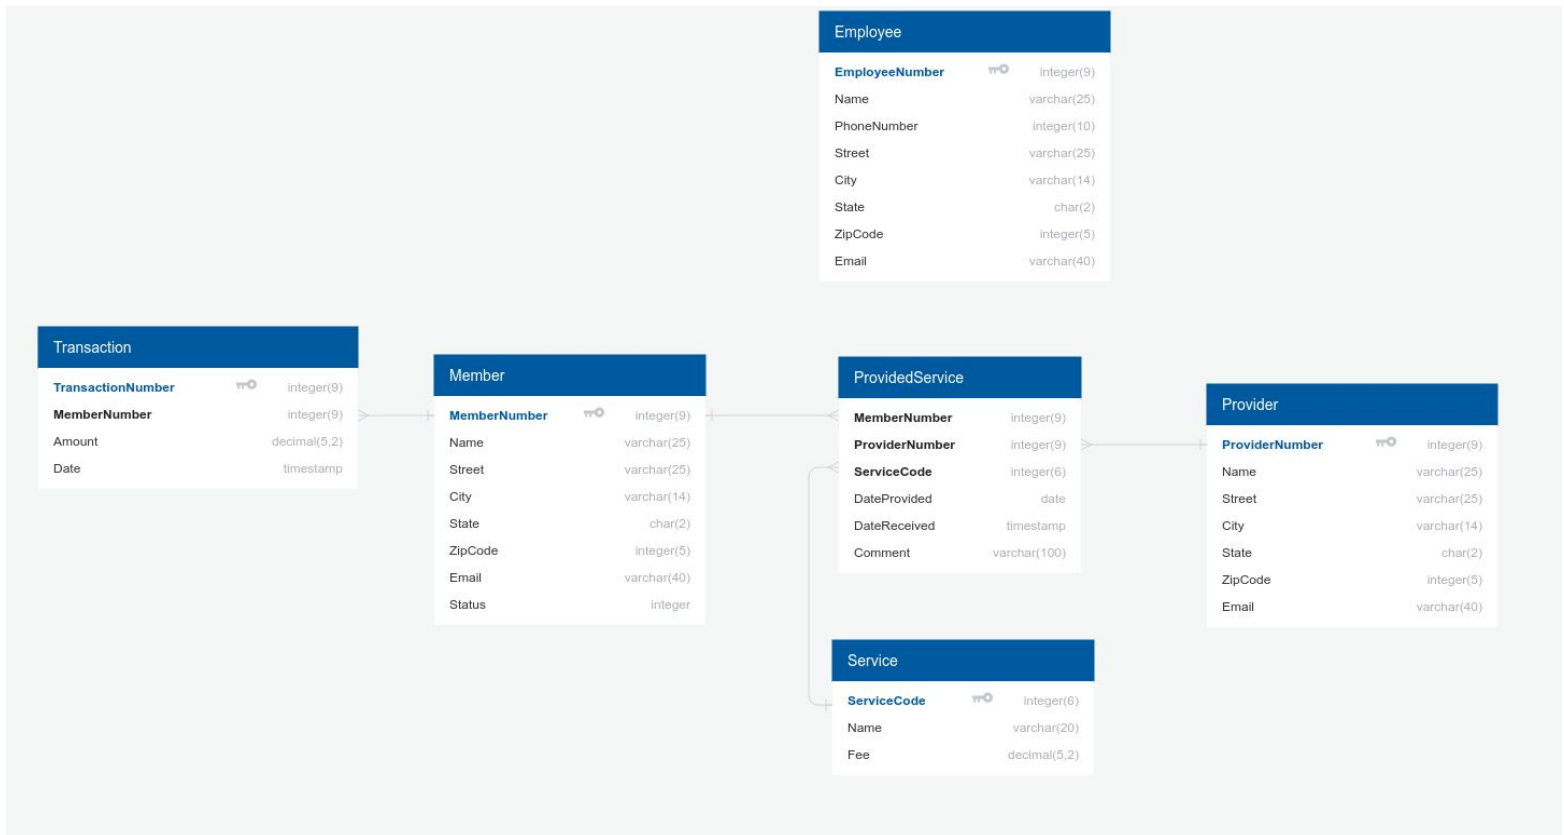 Employee
EmployeeNumber integer(9)
Name varchar(25)
PhoneNumber integer(10)
Street varchar(25)
City varchar(14)
State char(2)
ZipCode integer(5)
Email varchar(40)
Transaction
TransactionNumber integer(9)
MemberNumber integer(9)
Amount decimal(5,2)
Date timestamp
Member
MemberNumber integer(9)
Name varchar(25)
Street varchar(25)
City varchar(14)
State char(2)
ZipCode integer(5)
Email varchar(40)
Status integer
ProvidedService
MemberNumber integer(9)
ProviderNumber integer(9)
ServiceCode integer(6)
DateProvided date
DateReceived timestamp
Comment varchar(100)
Provider
ProviderNumber integer(9)
Name varchar(25)
Street varchar(25)
City varchar(14)
State char(2)
ZipCode integer(5)
Email varchar(40)
Service
ServiceCode integer(6)
Name varchar(20)
Fee decimal(5,2)